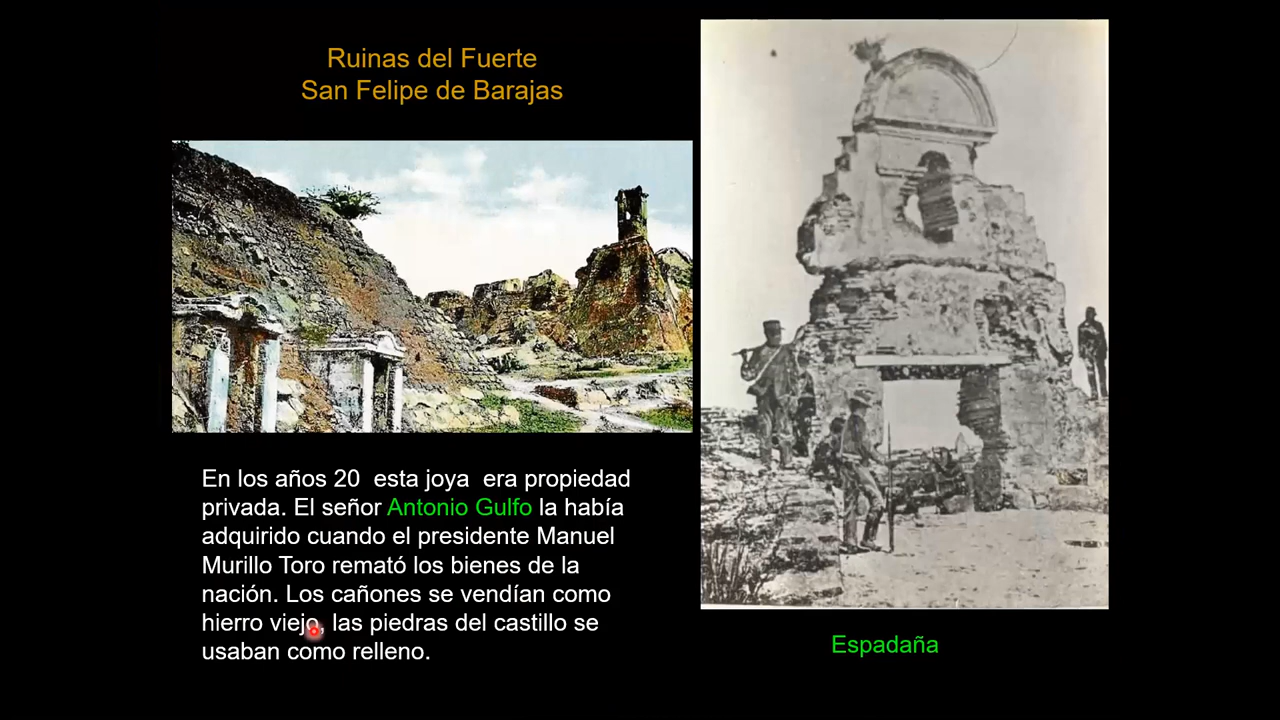 Ruinas del Fuerte
San Felipe de Barajas
En los años 20 esta joya era propiedad
privada. El señor Antonio Gulfo la había
adquirido cuando el presidente Manuel
Murillo Toro remató los bienes de la
nación. Los cañones se vendían como
hierro viejo, las piedras del castillo se
usaban como relleno.
Espadaña